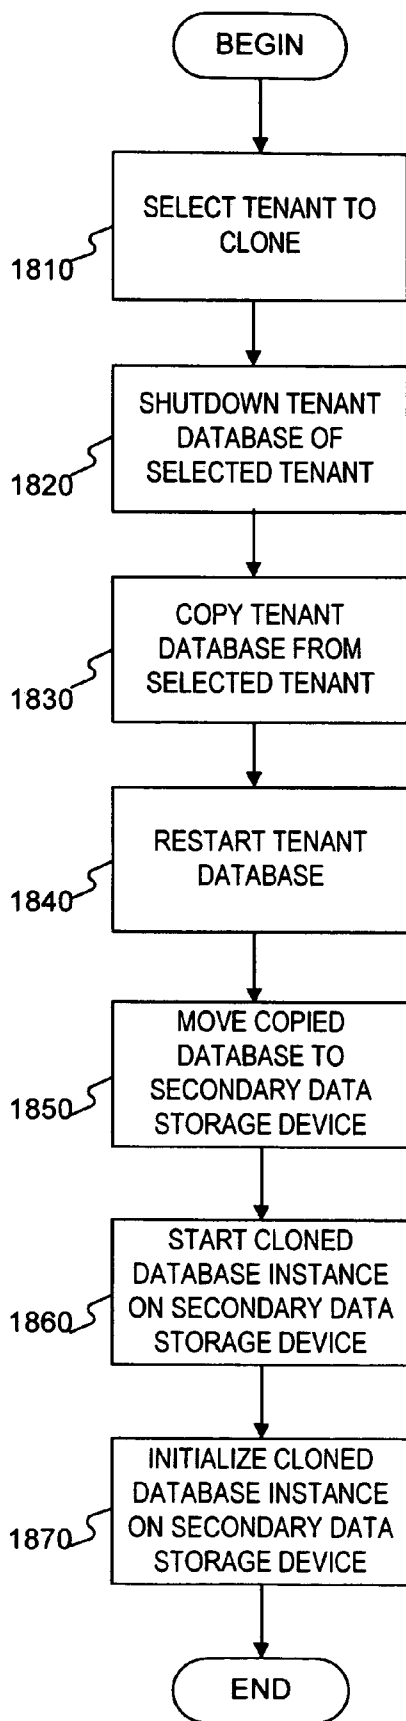 BEGIN
SELECT TENANT TO
CLONE
1810
SHUTDOWN TENANT
DATABASE OF
SELECTED TENANT
1820
COPY TENANT
DATABASE FROM
SELECTED TENANT
1830
RESTART TENANT
DATABASE
1840
MOVE COPIED
DATABASE TO
SECONDARY DATA
STORAGE DEVICE
1850
START CLONED
DATABASE INSTANCE
ON SECONDARY DATA
STORAGE DEVICE
1860
INITIALIZE CLONED
DATABASE INSTANCE
ON SECONDARY DATA
STORAGE DEVICE
1870
END